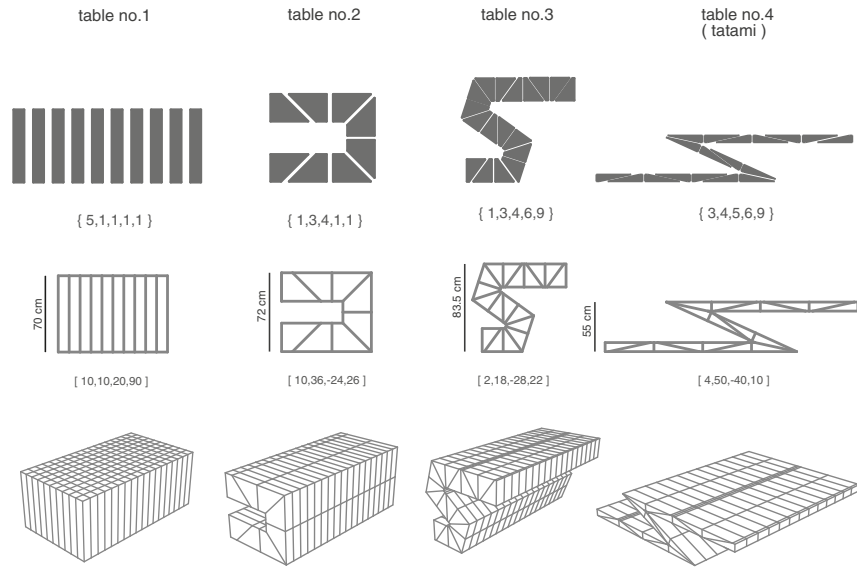 table no.1
table no.2
table no.3
table no.4
( tatami )
{ 5,1,1,1,1 }
{ 1,3,4,1,1 }
{ 1,3,4,6,9 }
{ 3,4,5,6,9 }
70 cm
72 cm
83.5 cm
55 cm
[ 10,10,20,90 ]
[ 10,36,-24,26 ]
[ 2,18,-28,22 ]
[ 4,50,-40,10 ]